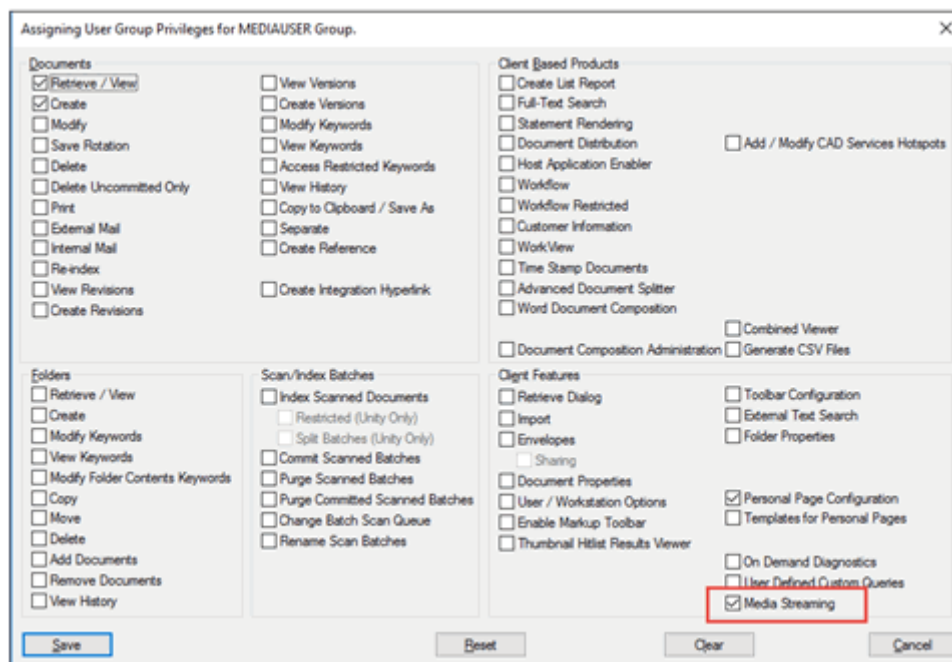 Assigning User Group Privileges for MEDIAUSER Group.
Documents
Retrieve / View
Create
Modify
Save Rotation
Delete
Delete Uncommitted Only
Print
External Mail
Internal Mail
Re-index
View Revisions
Create Revisions
View Versions
Create Versions
Modify Keywords
View Keywords
Access Restricted Keywords
View History
Copy to Clipboard / Save As
Separate
Create Reference
Create Integration Hyperlink
Client Based Products
Create List Report
Full-Text Search
Statement Rendering
Document Distribution
Host Application Enabler
Workflow
Workflow Restricted
Customer Information
WorkView
Time Stamp Documents
Advanced Document Splitter
Word Document Composition
Document Composition Administration
Add / Modify CAD Services Hotspots
Combined Viewer
Generate CSV Files
Folders
Retrieve / View
Create
Modify Keywords
View Keywords
Modify Folder Contents Keywords
Copy
Move
Delete
Add Documents
Remove Documents
View History
Scan/Index Batches
Index Scanned Documents
Restricted (Unity Only)
Split Batches (Unity Only)
Commit Scanned Batches
Purge Scanned Batches
Purge Committed Scanned Batches
Change Batch Scan Queue
Rename Scan Batches
Client Features
Retrieve Dialog
Import
Envelopes
Sharing
Document Properties
User / Workstation Options
Enable Markup Toolbar
Thumbnail Hitlist Results Viewer
Toolbar Configuration
External Text Search
Folder Properties
Personal Page Configuration
Templates for Personal Pages
On Demand Diagnostics
User Defined Custom Queries
Media Streaming
Save
Reset
Clear
Cancel